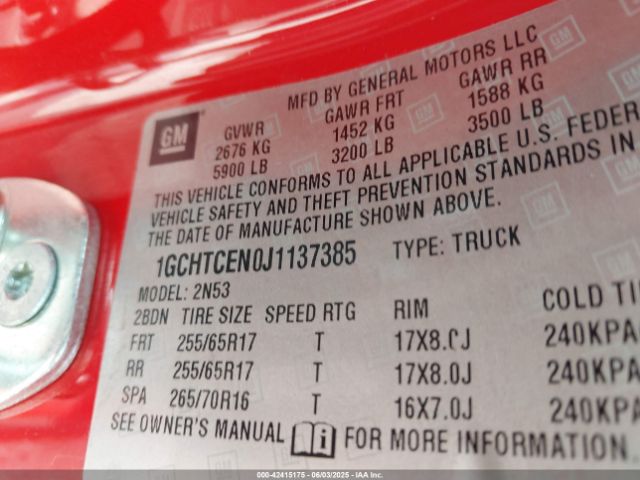 MFD BY GENERAL MOTORS LLC
GM GVWR GAWR FRT GAWR RR
2676 KG 1452 KG 1588 KG
5900 LB 3200 LB 3500 LB
THIS VEHICLE CONFORMS TO ALL APPLICABLE U.S. FEDER
VEHICLE SAFETY AND THEFT PREVENTION STANDARDS IN
THE DATE OF MANUFACTURE SHOWN ABOVE.
1GCHTCEN0J1137385 TYPE: TRUCK
MODEL: 2N53
2BDN TIRE SIZE SPEED RTG RIM COLD TI
FRT 255/65R17 T 17X8.0J 240KPA
RR 255/65R17 T 17X8.0J 240KPA
SPA 265/70R16 T 16X7.0J 240KPA
SEE OWNER'S MANUAL i FOR MORE INFORMATION.
000-42415175 - 06/03/2025 - IAAI.com